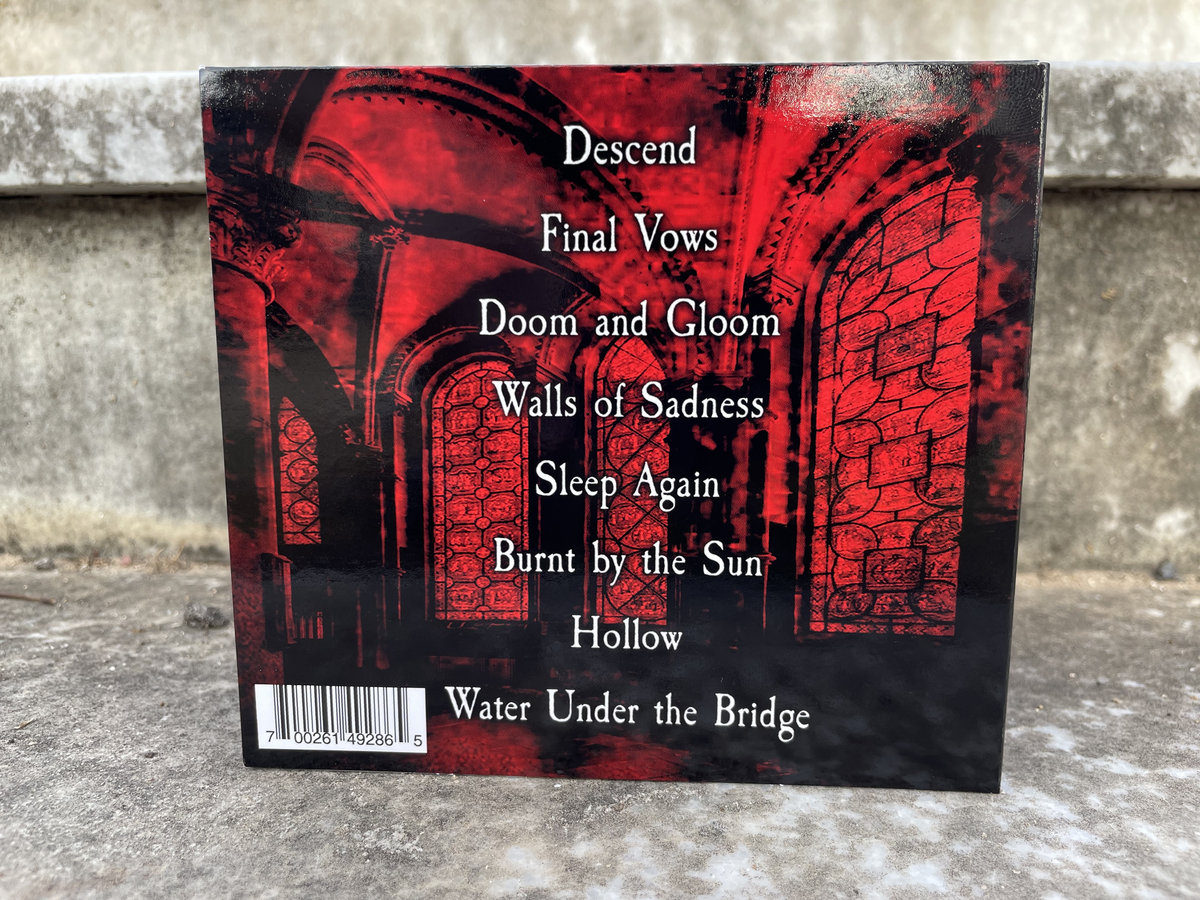 Descend
Final Vows
Doom and Gloom
Walls of Sadness
Sleep Again
Burnt by the Sun
Hollow
Water Under the Bridge
7 00261 49286 5